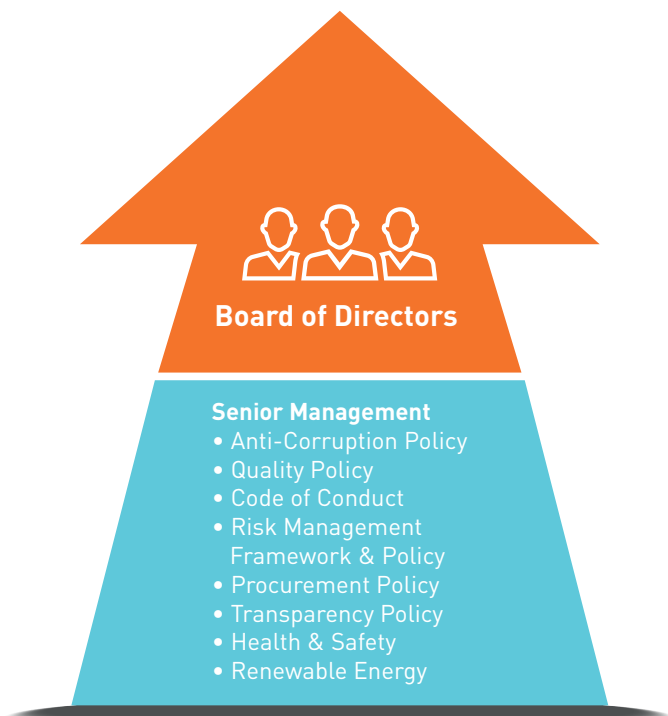 Board of Directors
Senior Management
• Anti-Corruption Policy
• Quality Policy
• Code of Conduct
• Risk Management
Framework & Policy
• Procurement Policy
• Transparency Policy
• Health & Safety
• Renewable Energy